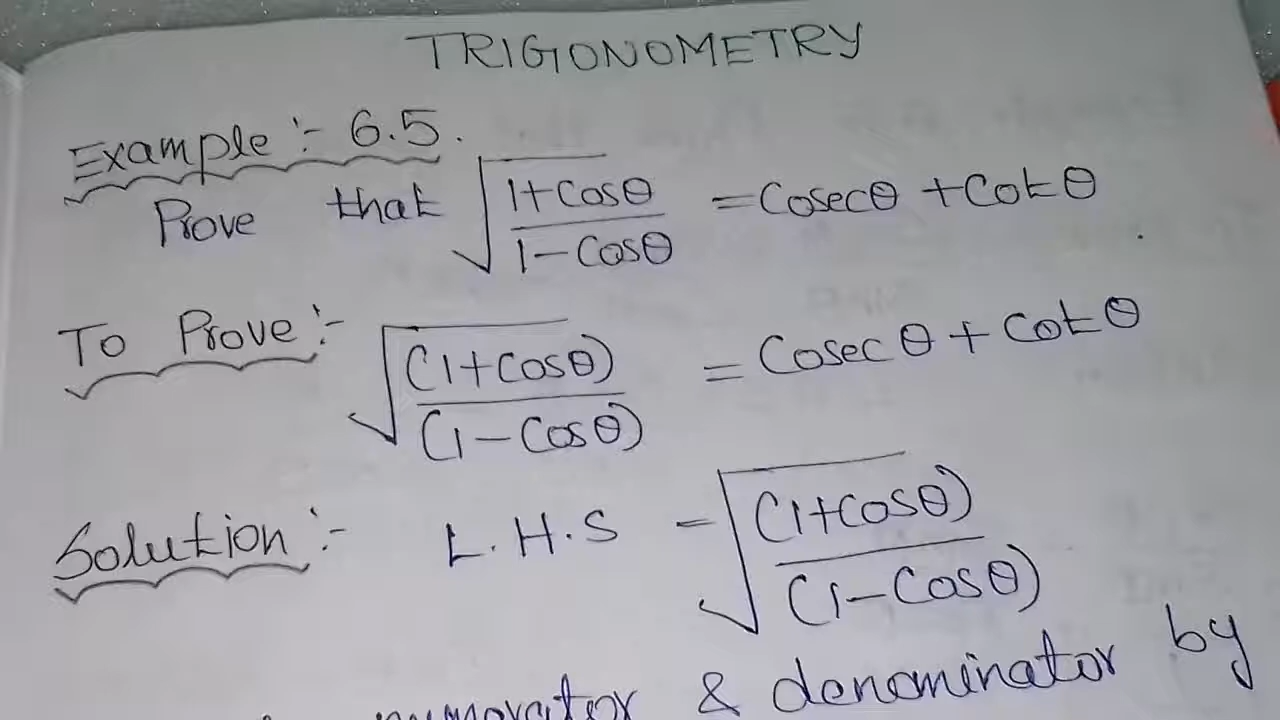 TRIGONOMETRY
Example :- 6.5.
Prove that √(1+Cosθ / 1-Cosθ) = Cosecθ + Cotθ
To Prove :- √((1+Cosθ) / (1-Cosθ)) = Cosec θ + Cot θ
Solution :- L.H.S = √((1+Cosθ) / (1-Cosθ))
numerator & denominator by